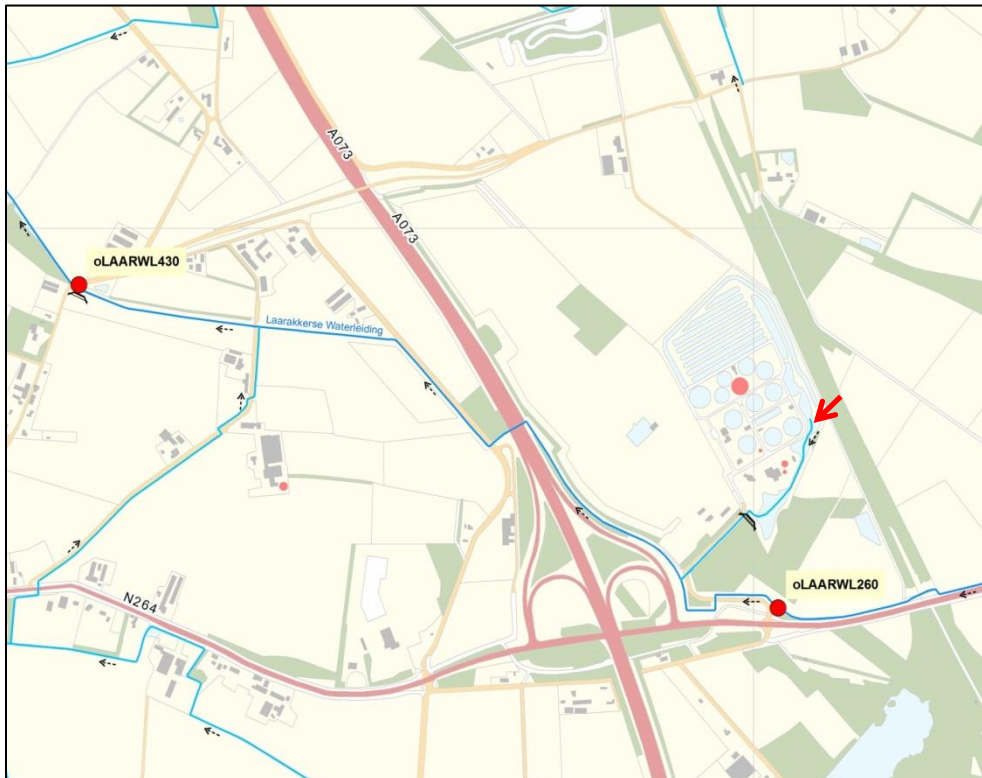 A073
A073
oLAARWL430
Laarakkerse Waterleiding
oLAARWL260
N264